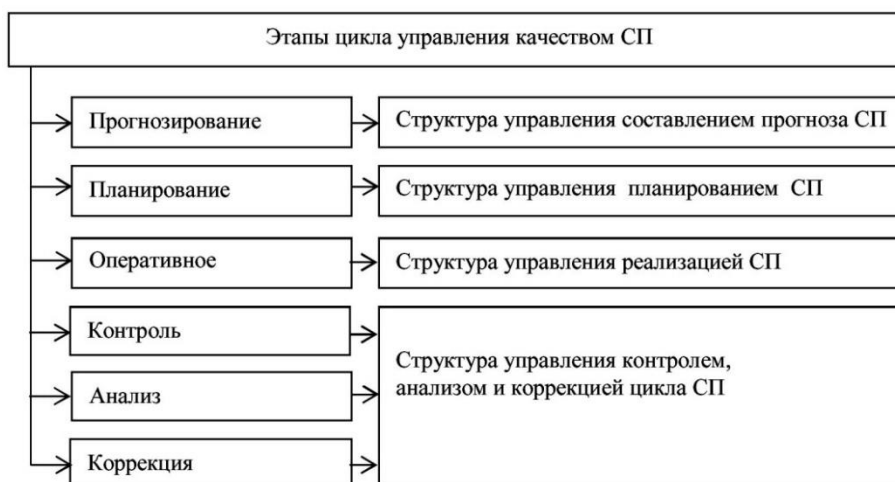 Этапы цикла управления качеством СП
Прогнозирование
Структура управления составлением прогноза СП
Планирование
Структура управления планированием СП
Оперативное
Структура управления реализацией СП
Контроль
Структура управления контролем,
анализом и коррекцией цикла СП
Анализ
Коррекция